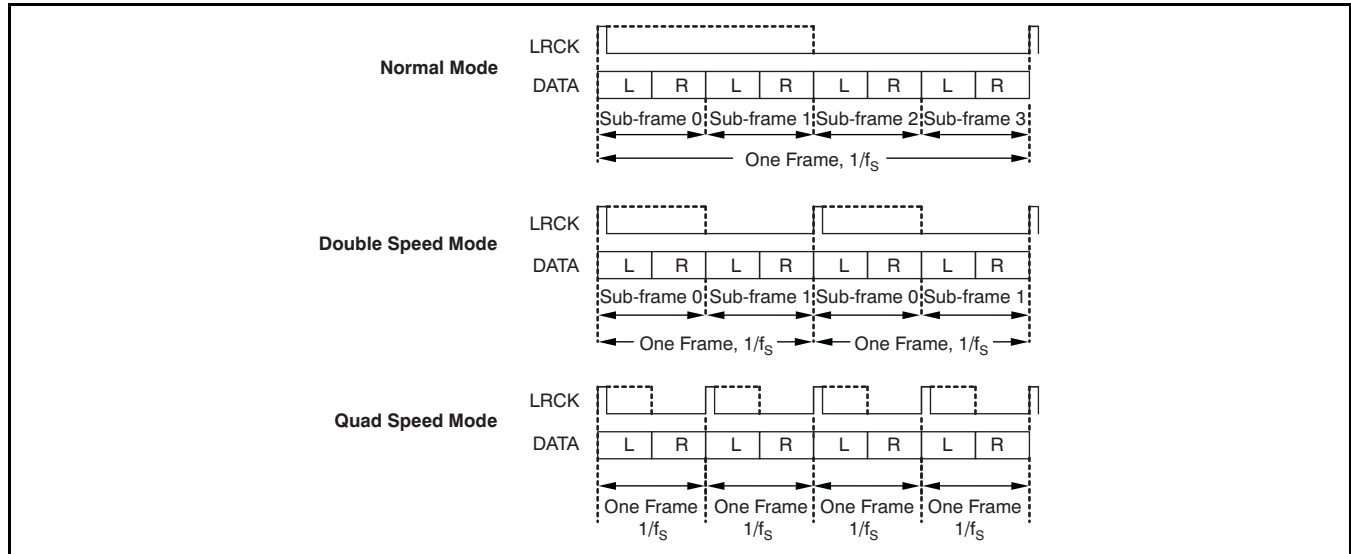 LRCK
Normal Mode
DATA L R L R L R L R
Sub-frame 0 Sub-frame 1 Sub-frame 2 Sub-frame 3
One Frame, 1/fS
LRCK
Double Speed Mode
DATA L R L R L R L R
Sub-frame 0 Sub-frame 1 Sub-frame 0 Sub-frame 1
One Frame, 1/fS One Frame, 1/fS
LRCK
Quad Speed Mode
DATA L R L R L R L R
One Frame One Frame One Frame One Frame
1/fS 1/fS 1/fS 1/fS